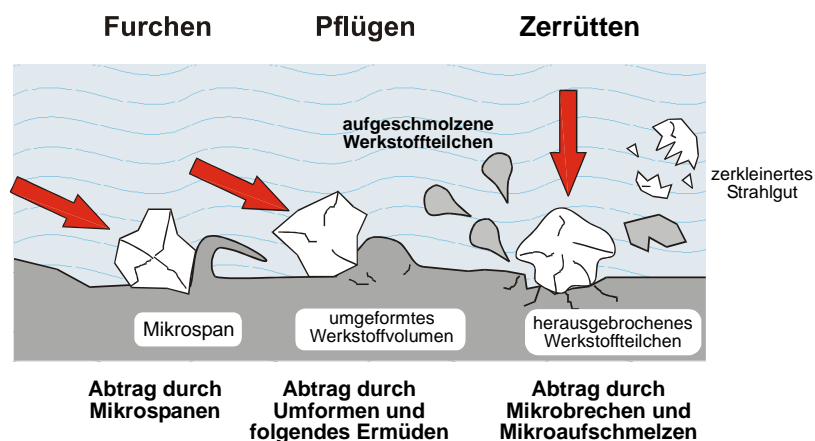 Furchen
Pflügen
Zerrütten
aufgeschmolzene
Werkstoffteilchen
zerkleinertes
Strahlgut
Mikrospan
umgeformtes
Werkstoffvolumen
herausgebrochenes
Werkstoffteilchen
Abtrag durch
Mikrospanen
Abtrag durch
Umformen und
folgendes Ermüden
Abtrag durch
Mikrobrechen und
Mikroaufschmelzen